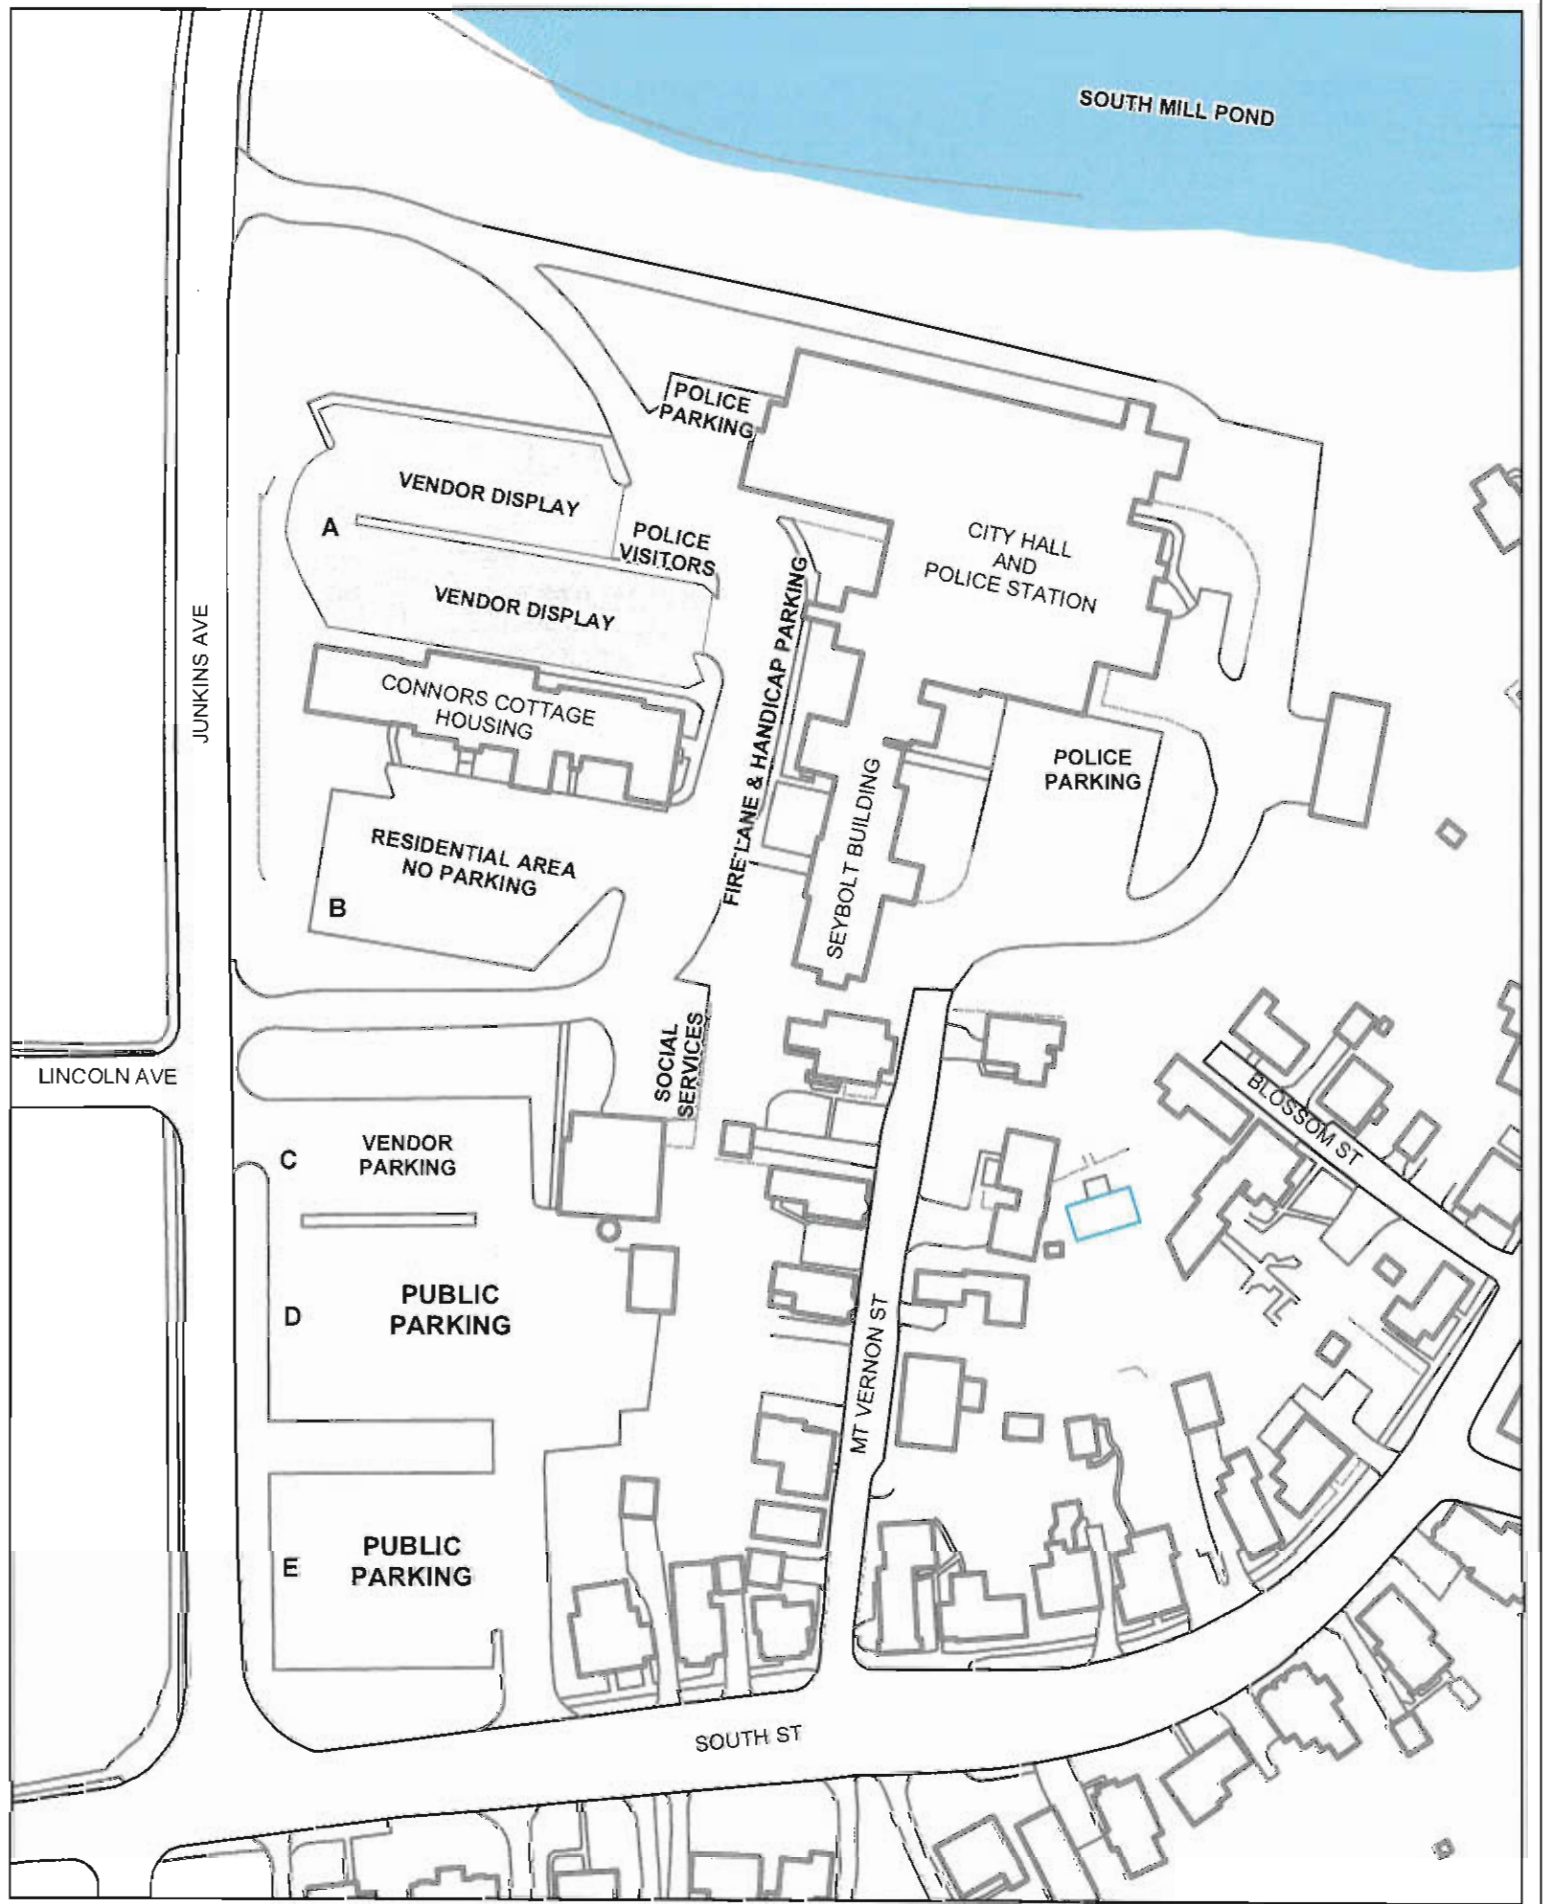 SOUTH MILL POND
POLICE
PARKING
VENDOR DISPLAY
A
POLICE
VISITORS
VENDOR DISPLAY
CITY HALL
AND
POLICE STATION
JUNKINS AVE
FIRE LANE & HANDICAP PARKING
CONNORS COTTAGE
HOUSING
POLICE
PARKING
SEYBOLT BUILDING
RESIDENTIAL AREA
NO PARKING
B
SOCIAL
SERVICES
LINCOLN AVE
BLOSSOM ST
C
VENDOR
PARKING
D
PUBLIC
PARKING
MT VERNON ST
E
PUBLIC
PARKING
SOUTH ST